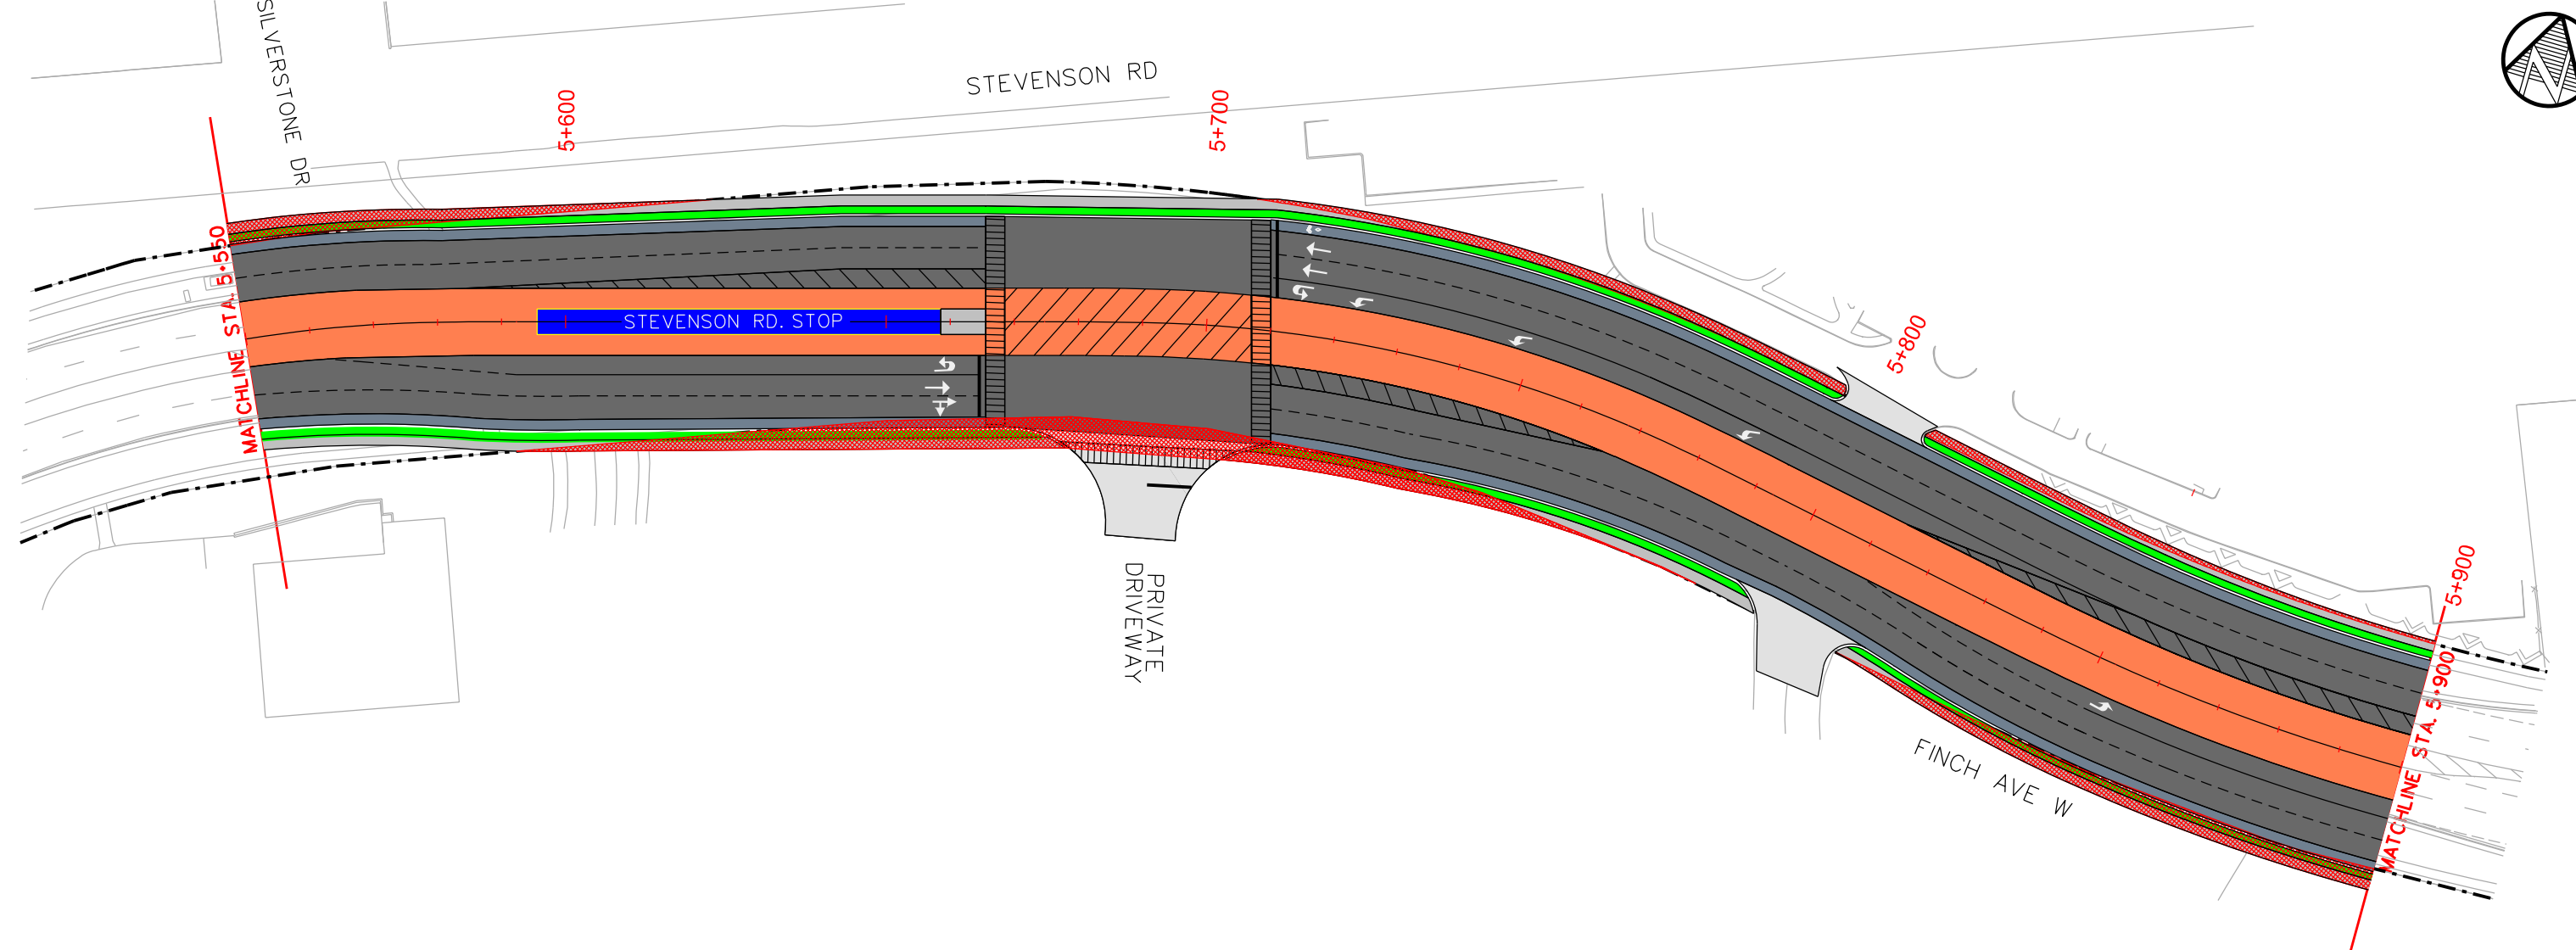 SILVERSTONE DR
STEVENSON RD
5+600
5+700
5+800
5+900
MATCHLINE STA. 5+550
STEVENSON RD. STOP
PRIVATE
DRIVEWAY
FINCH AVE W
MATCHLINE STA. 5+900
N